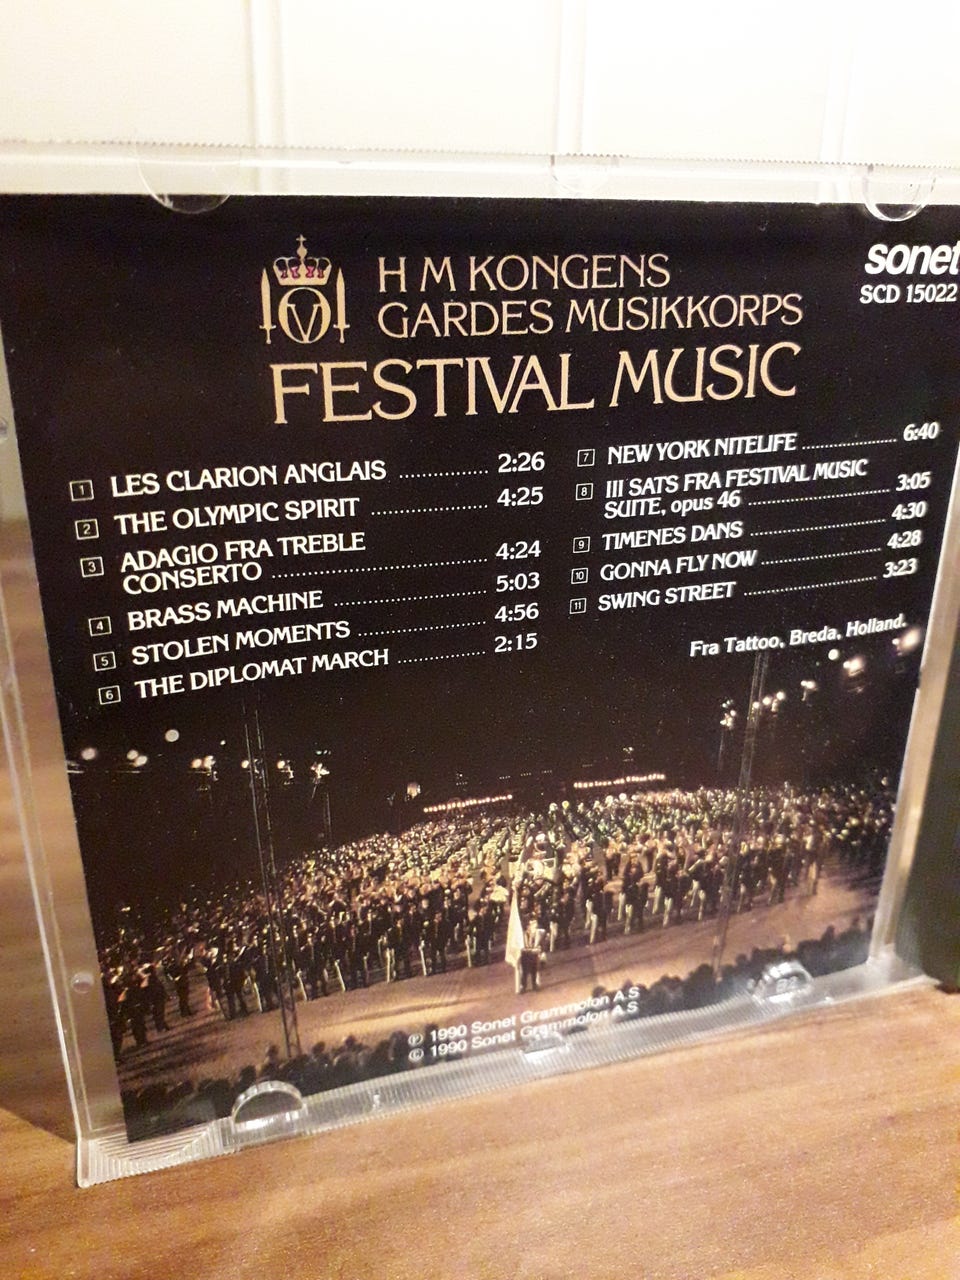 H M KONGENS
GARDES MUSIKKORPS
FESTIVAL MUSIC
sonet
SCD 15022
1 LES CLARION ANGLAIS .......... 2:26
2 THE OLYMPIC SPIRIT .......... 4:25
3 ADAGIO FRA TREBLE
CONSERTO .......... 4:24
4 BRASS MACHINE .......... 5:03
5 STOLEN MOMENTS .......... 4:56
6 THE DIPLOMAT MARCH .......... 2:15
7 NEW YORK NITELIFE .......... 6:40
8 III SATS FRA FESTIVAL MUSIC
SUITE, opus 46 .......... 3:05
9 TIMENES DANS .......... 4:30
10 GONNA FLY NOW .......... 4:28
11 SWING STREET .......... 3:23
Fra Tattoo, Breda, Holland.
℗ 1990 Sonet Grammofon A.S
© 1990 Sonet Grammofon A.S